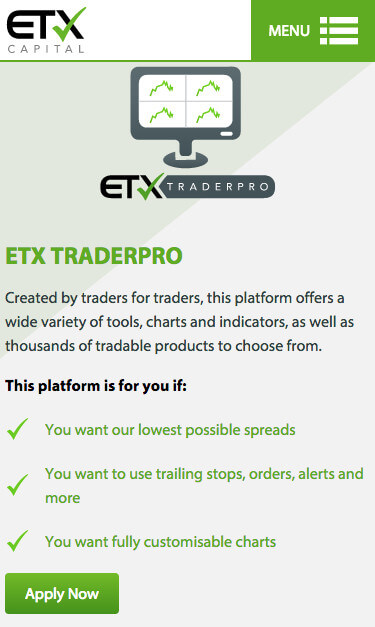 ETX
CAPITAL
MENU
ETX TRADERPRO
ETX TRADERPRO
Created by traders for traders, this platform offers a
wide variety of tools, charts and indicators, as well as
thousands of tradable products to choose from.
This platform is for you if:
You want our lowest possible spreads
You want to use trailing stops, orders, alerts and
more
You want fully customisable charts
Apply Now